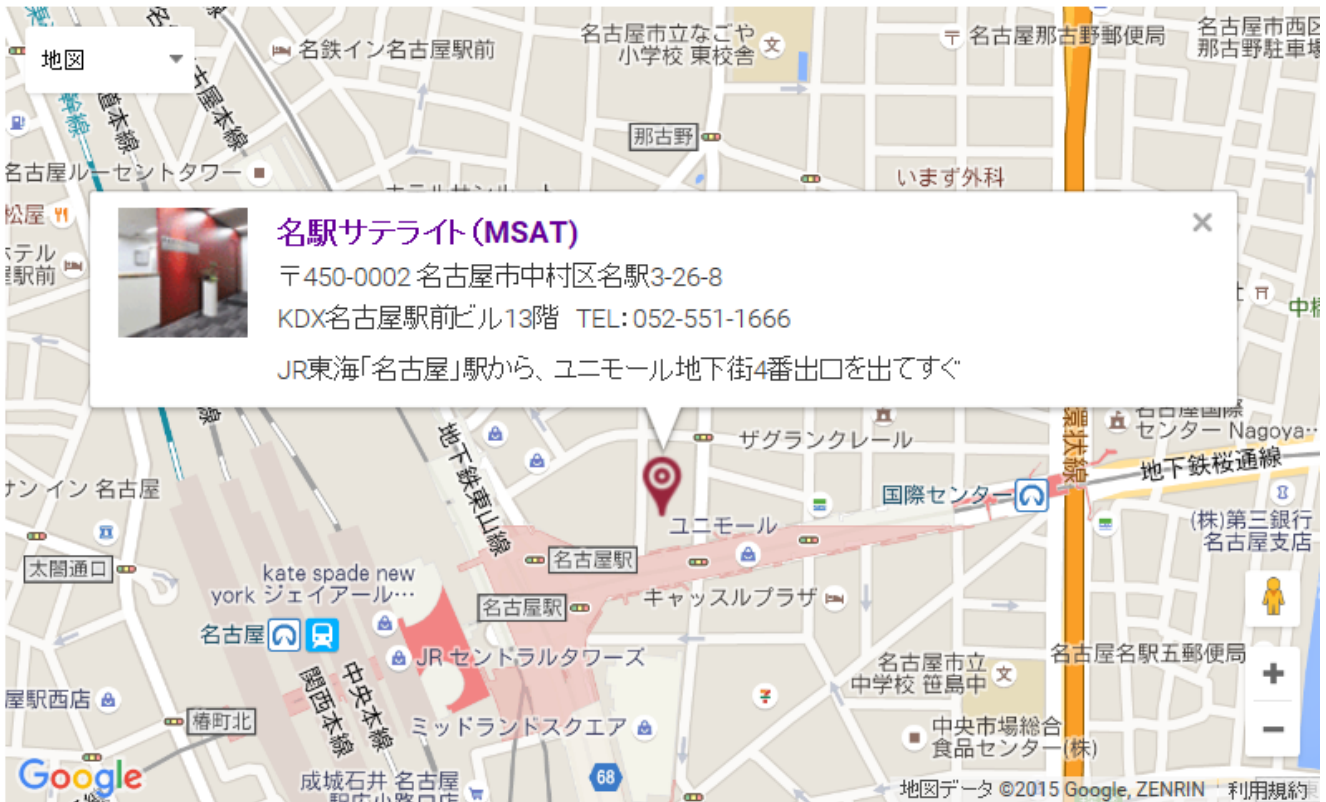 地図
名鉄イン名古屋駅前
名古屋市立なごや
小学校 東校舎
文
〒 名古屋那古野郵便局
名古屋市西区
那古野駐車場
那古野
名古屋ルーセントタワー
いまず外科
松屋
ホテル
名駅サテライト(MSAT)
〒450-0002 名古屋市中村区名駅3-26-8
KDX名古屋駅前ビル13階 TEL:052-551-1666
JR東海「名古屋」駅から、ユニモール地下街4番出口を出てすぐ
×
地下鉄東山線
ザグランクレール
名古屋国際
センター Nagoya…
地下鉄桜通線
サン イン 名古屋
国際センター
ユニモール
(株)第三銀行
名古屋支店
太閤通口
名古屋駅
kate spade new
york ジェイアール…
名古屋駅
キャッスルプラザ
名古屋
JR セントラルタワーズ
名古屋市立
中学校 笹島中
文
名古屋名駅五郵便局
+
屋駅西店
関西本線
中央本線
椿町北
ミッドランドスクエア
7
中央市場総合
食品センター(株)
−
Google
成城石井 名古屋
68
地図データ ©2015 Google, ZENRIN
利用規約